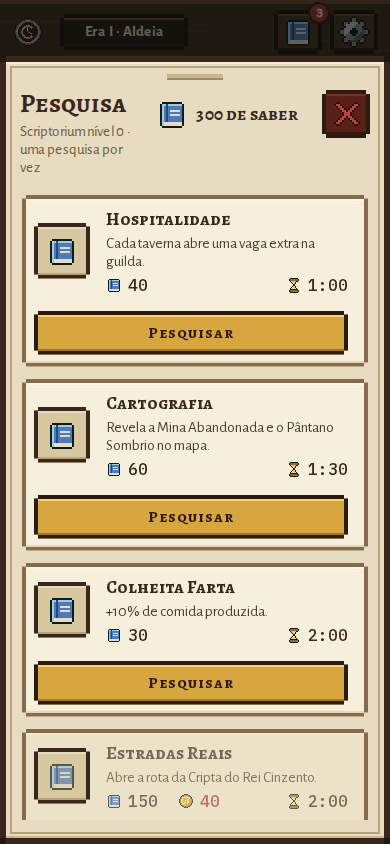 Era I · Aldeia
3
Pesquisa
300 DE SABER
Scriptorium nível 0 ·
uma pesquisa por
vez
Hospitalidade
Cada taverna abre uma vaga extra na
guilda.
40 1:00
Pesquisar
Cartografia
Revela a Mina Abandonada e o Pântano
Sombrio no mapa.
60 1:30
Pesquisar
Colheita Farta
+10% de comida produzida.
30 2:00
Pesquisar
Estradas Reais
Abre a rota da Cripta do Rei Cinzento.
150 40 2:00